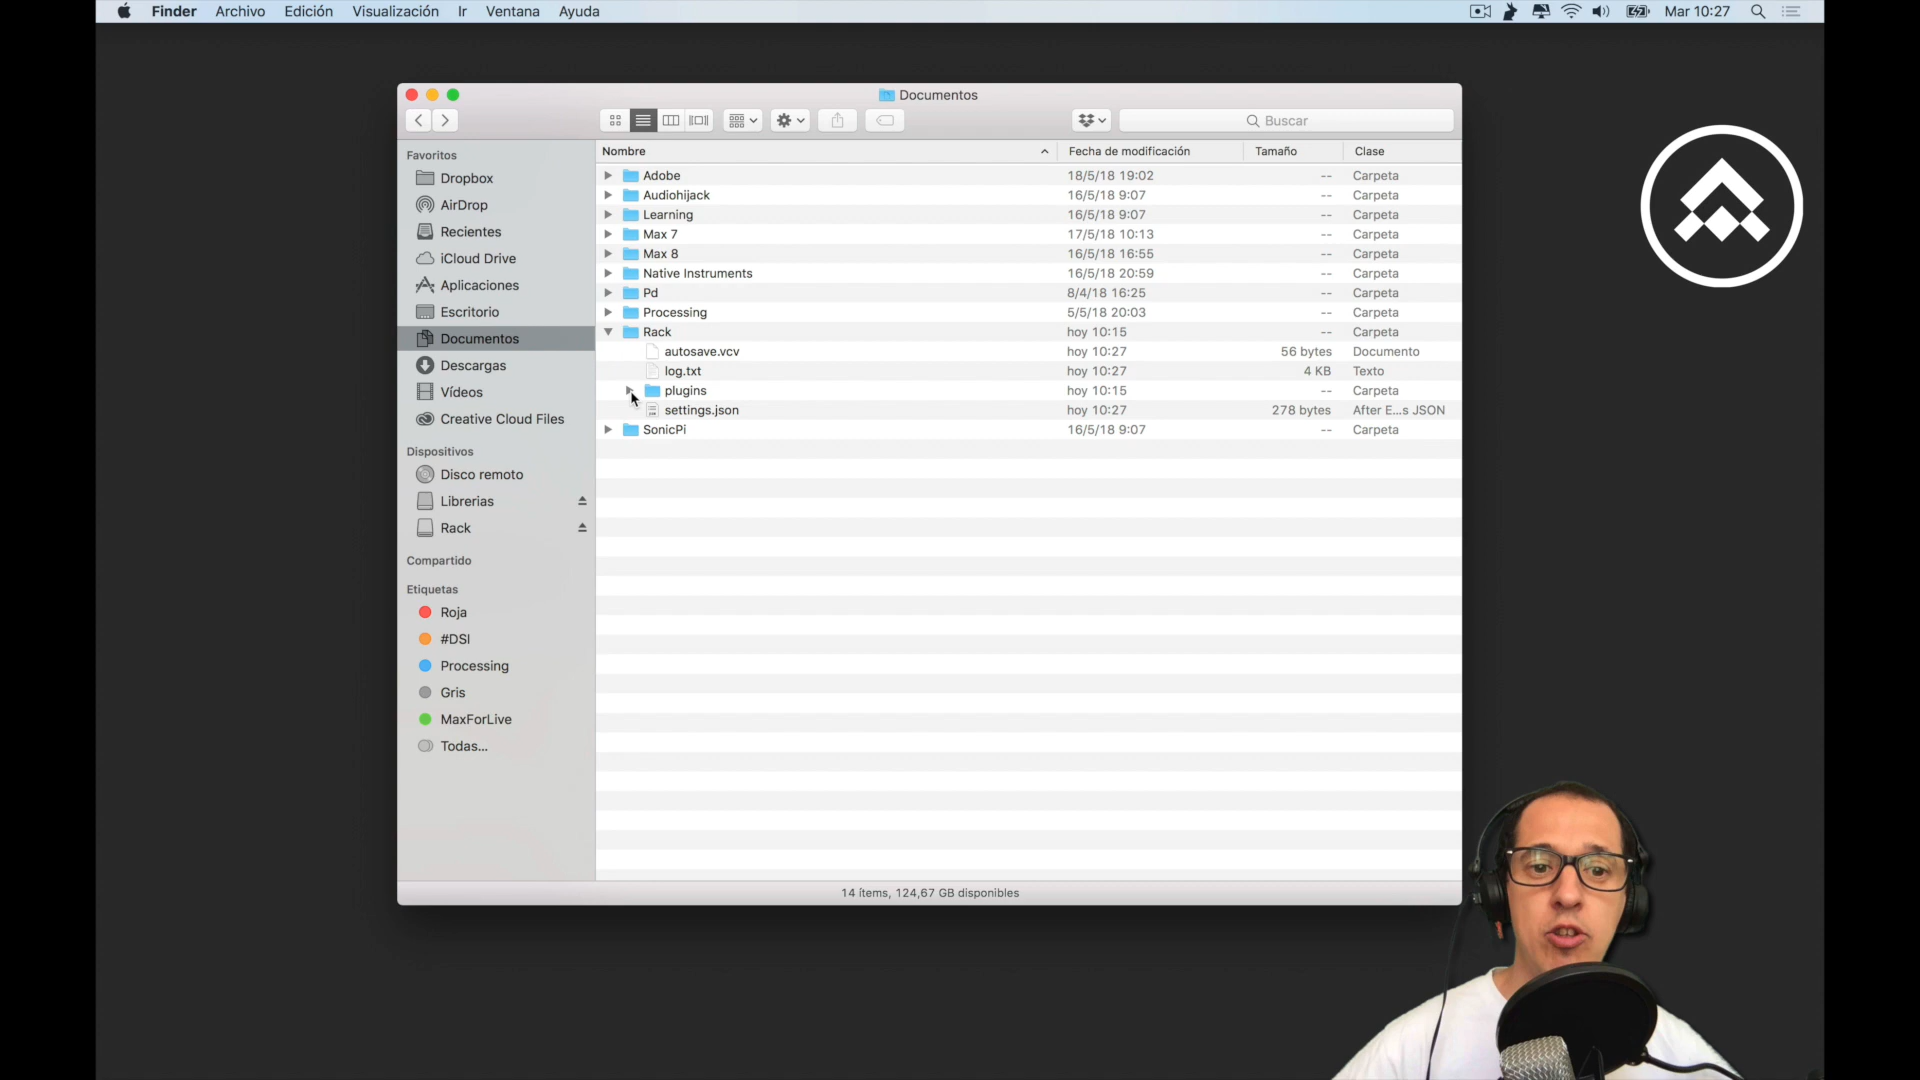 Finder Archivo Edición Visualización Ir Ventana Ayuda Mar 10:27
Documentos
Buscar
Nombre Fecha de modificación Tamaño Clase
Favoritos
Dropbox
AirDrop
Recientes
iCloud Drive
Aplicaciones
Escritorio
Documentos
Descargas
Vídeos
Creative Cloud Files
Dispositivos
Disco remoto
Librerias
Rack
Compartido
Etiquetas
Roja
#DSI
Processing
Gris
MaxForLive
Todas...
Adobe 18/5/18 19:02 -- Carpeta
Audiohijack 16/5/18 9:07 -- Carpeta
Learning 16/5/18 9:07 -- Carpeta
Max 7 17/5/18 10:13 -- Carpeta
Max 8 16/5/18 16:55 -- Carpeta
Native Instruments 16/5/18 20:59 -- Carpeta
Pd 8/4/18 16:25 -- Carpeta
Processing 5/5/18 20:03 -- Carpeta
Rack hoy 10:15 -- Carpeta
autosave.vcv hoy 10:27 56 bytes Documento
log.txt hoy 10:27 4 KB Texto
plugins hoy 10:15 -- Carpeta
settings.json hoy 10:27 278 bytes After E...s JSON
SonicPi 16/5/18 9:07 -- Carpeta
14 ítems, 124,67 GB disponibles